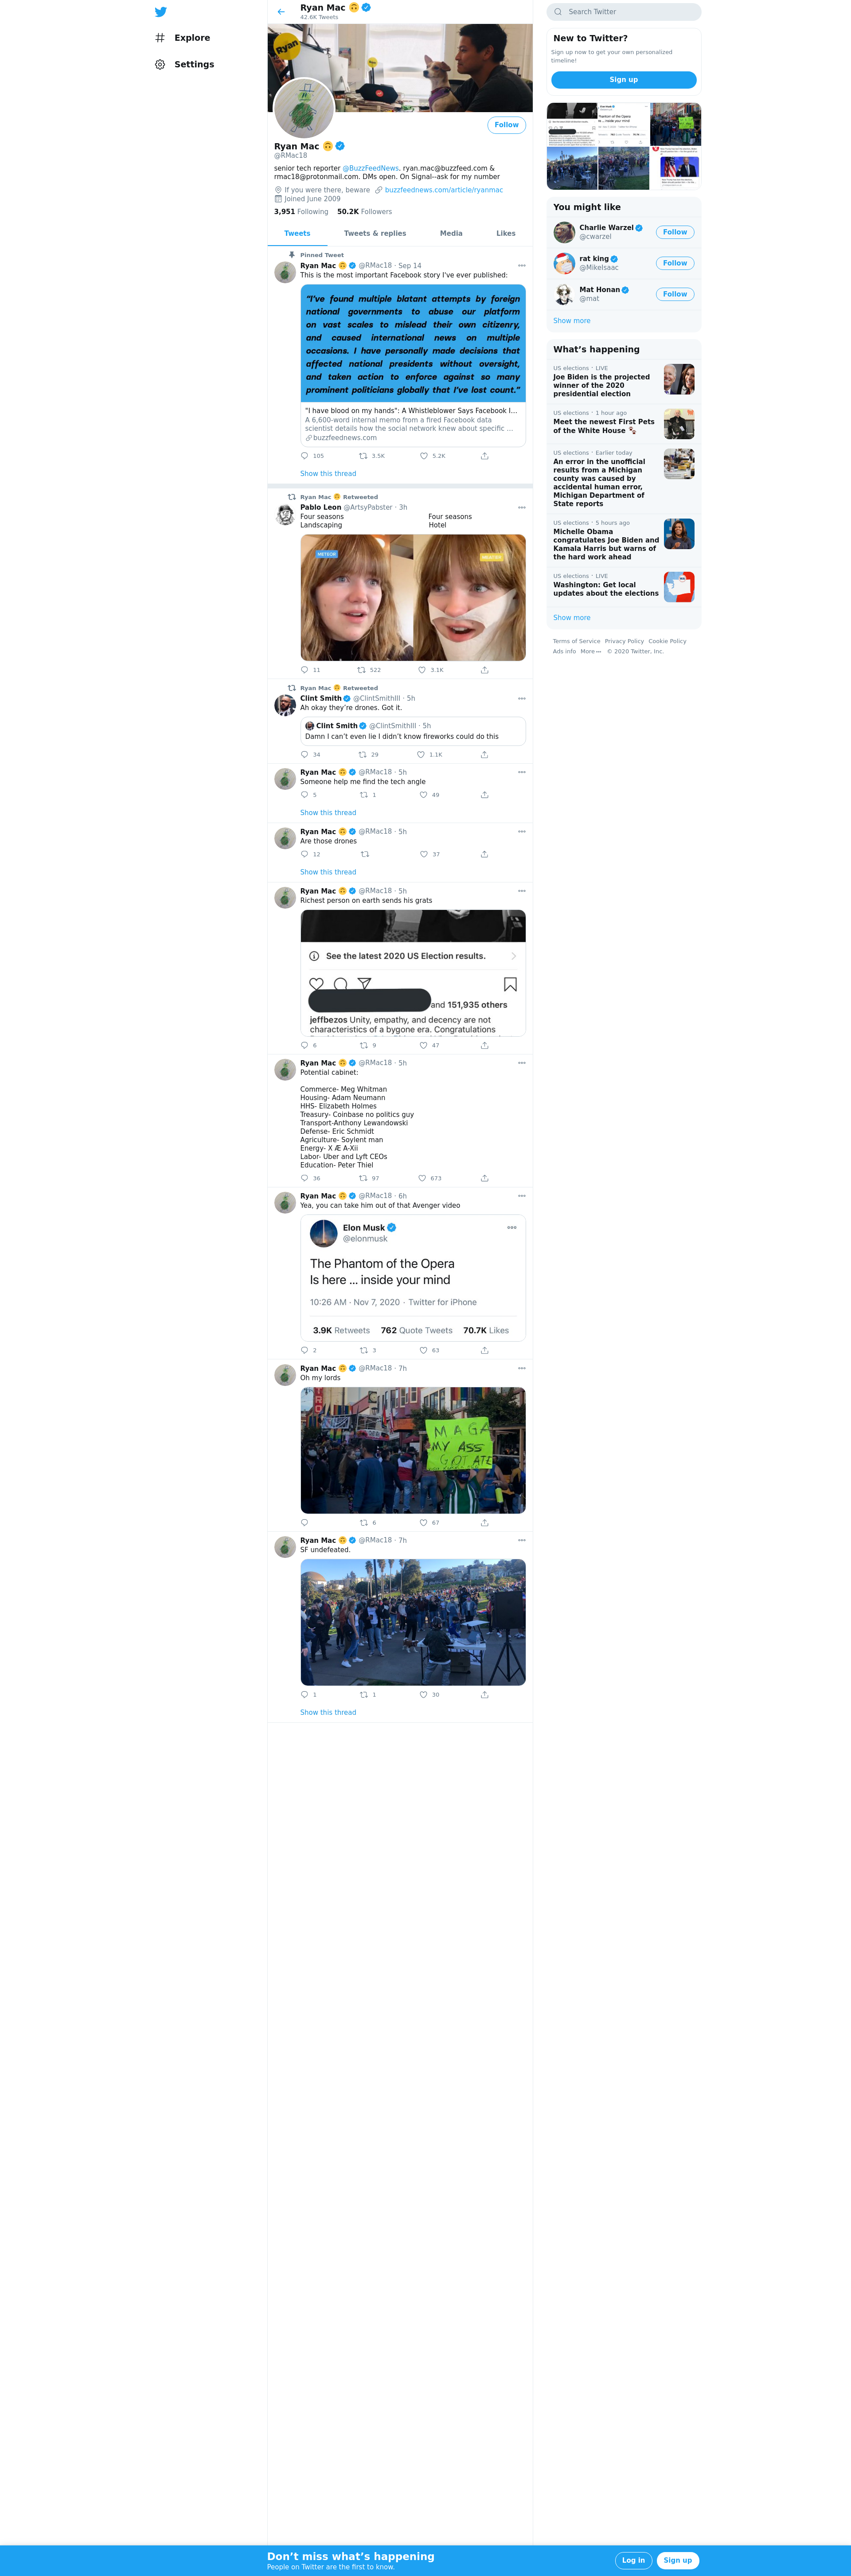 Explore
Settings
Ryan Mac 🙃
42.6K Tweets
Ryan
Ryan
Follow
Ryan Mac 🙃
@RMac18
senior tech reporter @BuzzFeedNews. ryan.mac@buzzfeed.com &
rmac18@protonmail.com. DMs open. On Signal--ask for my number
If you were there, beware buzzfeednews.com/article/ryanmac
Joined June 2009
3,951 Following 50.2K Followers
Tweets Tweets & replies Media Likes
Pinned Tweet
Ryan Mac 🙃 @RMac18 · Sep 14
This is the most important Facebook story I've ever published:
"I've found multiple blatant attempts by foreign
national governments to abuse our platform
on vast scales to mislead their own citizenry,
and caused international news on multiple
occasions. I have personally made decisions that
affected national presidents without oversight,
and taken action to enforce against so many
prominent politicians globally that I've lost count."
"I have blood on my hands": A Whistleblower Says Facebook I...
A 6,600-word internal memo from a fired Facebook data
scientist details how the social network knew about specific ...
buzzfeednews.com
105 3.5K 5.2K
Show this thread
Ryan Mac 🙃 Retweeted
Pablo Leon @ArtsyPabster · 3h
Four seasons Four seasons
Landscaping Hotel
METEOR
11 522 3.1K
Ryan Mac 🙃 Retweeted
Clint Smith @ClintSmithIII · 5h
Ah okay they're drones. Got it.
Clint Smith @ClintSmithIII · 5h
Damn I can't even lie I didn't know fireworks could do this
34 29 1.1K
Ryan Mac 🙃 @RMac18 · 5h
Someone help me find the tech angle
5 1 49
Show this thread
Ryan Mac 🙃 @RMac18 · 5h
Are those drones
12 37
Show this thread
Ryan Mac 🙃 @RMac18 · 5h
Richest person on earth sends his grats
See the latest 2020 US Election results.
and 151,935 others
jeffbezos Unity, empathy, and decency are not
characteristics of a bygone era. Congratulations
6 9 47
Ryan Mac 🙃 @RMac18 · 5h
Potential cabinet:
Commerce- Meg Whitman
Housing- Adam Neumann
HHS- Elizabeth Holmes
Treasury- Coinbase no politics guy
Transport-Anthony Lewandowski
Defense- Eric Schmidt
Agriculture- Soylent man
Energy- X Æ A-Xii
Labor- Uber and Lyft CEOs
Education- Peter Thiel
36 97 673
Ryan Mac 🙃 @RMac18 · 6h
Yea, you can take him out of that Avenger video
Elon Musk
@elonmusk
The Phantom of the Opera
Is here ... inside your mind
10:26 AM · Nov 7, 2020 · Twitter for iPhone
3.9K Retweets 762 Quote Tweets 70.7K Likes
2 3 63
Ryan Mac 🙃 @RMac18 · 7h
Oh my lords
MAGA
MY ASS
GOT ATE
6 67
Ryan Mac 🙃 @RMac18 · 7h
SF undefeated.
1 1 30
Show this thread
Search Twitter
New to Twitter?
Sign up now to get your own personalized
timeline!
Sign up
You might like
Charlie Warzel
@cwarzel
Follow
rat king
@MikeIsaac
Follow
Mat Honan
@mat
Follow
Show more
What's happening
US elections · LIVE
Joe Biden is the projected
winner of the 2020
presidential election
US elections · 1 hour ago
Meet the newest First Pets
of the White House 🐾
US elections · Earlier today
An error in the unofficial
results from a Michigan
county was caused by
accidental human error,
Michigan Department of
State reports
US elections · 5 hours ago
Michelle Obama
congratulates Joe Biden and
Kamala Harris but warns of
the hard work ahead
US elections · LIVE
Washington: Get local
updates about the elections
Show more
Terms of Service Privacy Policy Cookie Policy
Ads info More © 2020 Twitter, Inc.
Don't miss what's happening
People on Twitter are the first to know.
Log in Sign up